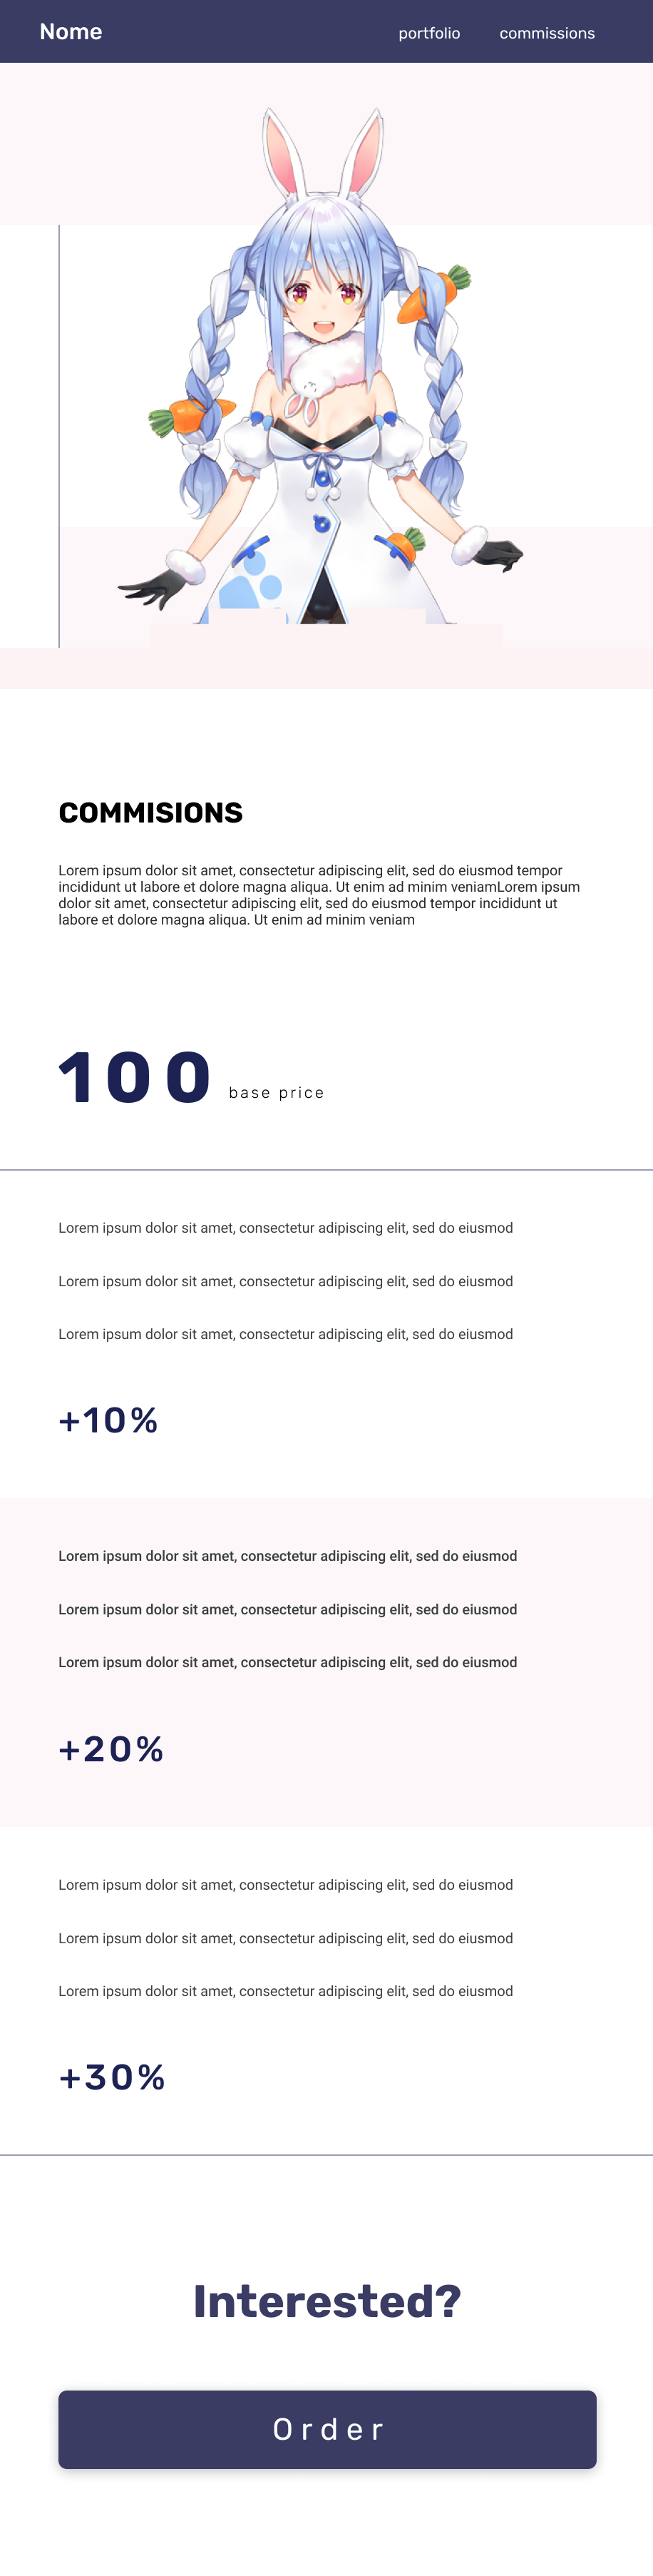 Nome
portfolio commissions
COMMISIONS
Lorem ipsum dolor sit amet, consectetur adipiscing elit, sed do eiusmod tempor
incididunt ut labore et dolore magna aliqua. Ut enim ad minim veniamLorem ipsum
dolor sit amet, consectetur adipiscing elit, sed do eiusmod tempor incididunt ut
labore et dolore magna aliqua. Ut enim ad minim veniam
100 base price
Lorem ipsum dolor sit amet, consectetur adipiscing elit, sed do eiusmod
Lorem ipsum dolor sit amet, consectetur adipiscing elit, sed do eiusmod
Lorem ipsum dolor sit amet, consectetur adipiscing elit, sed do eiusmod
+10%
Lorem ipsum dolor sit amet, consectetur adipiscing elit, sed do eiusmod
Lorem ipsum dolor sit amet, consectetur adipiscing elit, sed do eiusmod
Lorem ipsum dolor sit amet, consectetur adipiscing elit, sed do eiusmod
+20%
Lorem ipsum dolor sit amet, consectetur adipiscing elit, sed do eiusmod
Lorem ipsum dolor sit amet, consectetur adipiscing elit, sed do eiusmod
Lorem ipsum dolor sit amet, consectetur adipiscing elit, sed do eiusmod
+30%
Interested?
Order